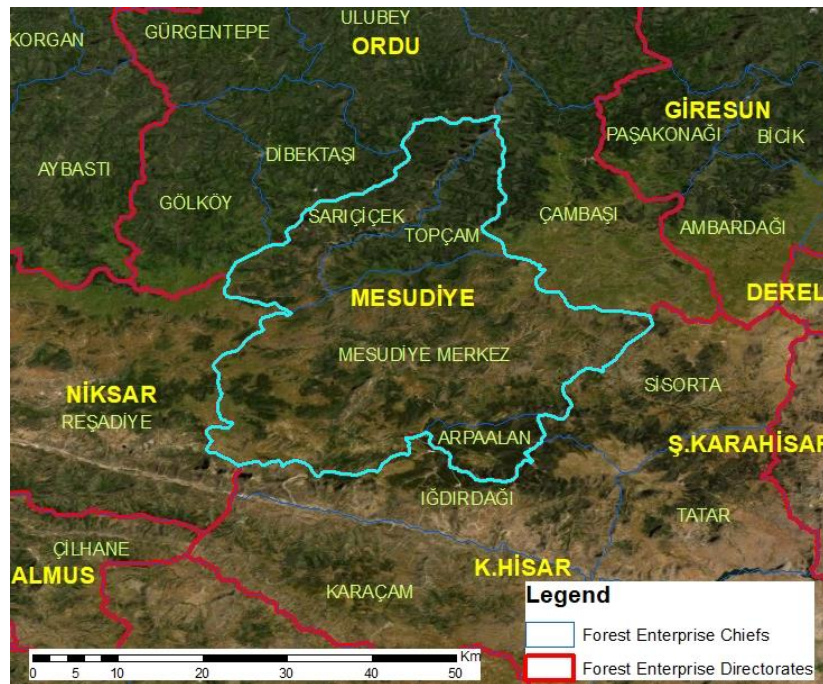 ULUBEY
KORGAN
GÜRGENTEPE
ORDU
GİRESUN
PAŞAKONAĞI
BICIK
DİBEKTAŞI
AYBASTI
GÖLKÖY
SARIÇİÇEK
ÇAMBAŞI
TOPÇAM
AMBARDAĞI
MESUDİYE
DEREL
MESUDİYE MERKEZ
NİKSAR
SİSORTA
REŞADİYE
ARPAALAN
Ş.KARAHİSAR
IĞDIRDAĞI
TATAR
ÇİLHANE
ALMUS
K.HİSAR
KARAÇAM
Legend
Forest Enterprise Chiefs
Forest Enterprise Directorates
Km
0 5 10 20 30 40 50